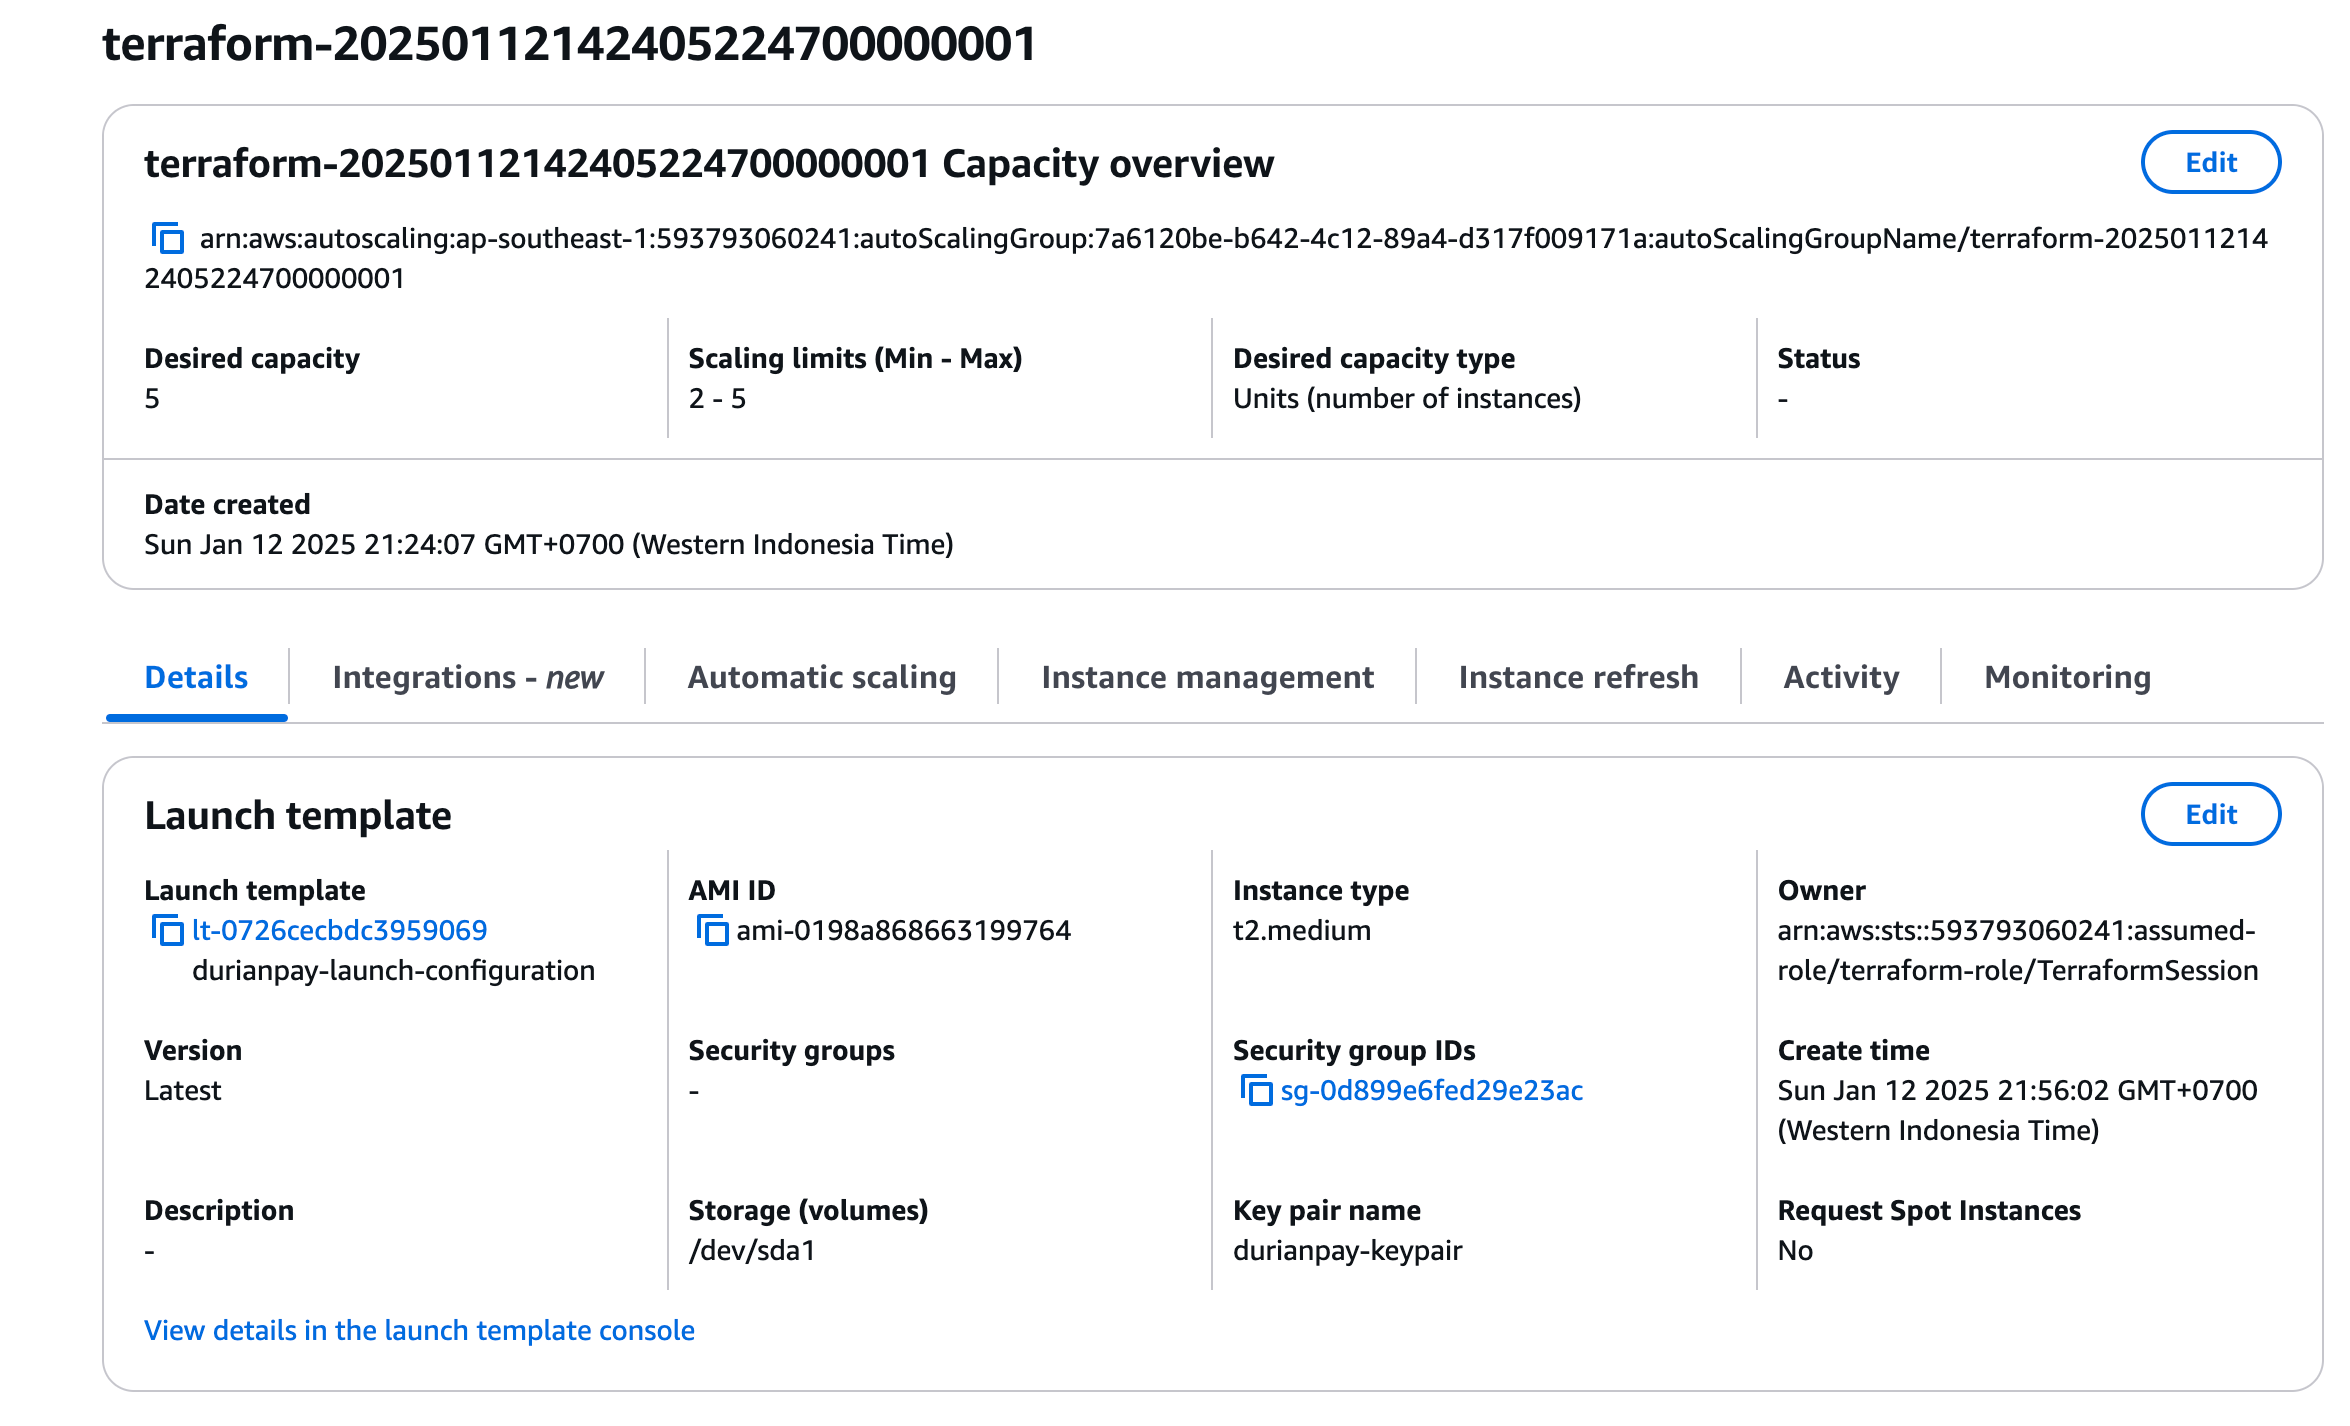 terraform-20250112142405224700000001
terraform-20250112142405224700000001 Capacity overview
Edit
arn:aws:autoscaling:ap-southeast-1:593793060241:autoScalingGroup:7a6120be-b642-4c12-89a4-d317f009171a:autoScalingGroupName/terraform-2025011214
2405224700000001
Desired capacity
5
Scaling limits (Min - Max)
2 - 5
Desired capacity type
Units (number of instances)
Status
-
Date created
Sun Jan 12 2025 21:24:07 GMT+0700 (Western Indonesia Time)
Details
Integrations - new
Automatic scaling
Instance management
Instance refresh
Activity
Monitoring
Launch template
Edit
Launch template
lt-0726cecbdc3959069
durianpay-launch-configuration
AMI ID
ami-0198a868663199764
Instance type
t2.medium
Owner
arn:aws:sts::593793060241:assumed-
role/terraform-role/TerraformSession
Version
Latest
Security groups
-
Security group IDs
sg-0d899e6fed29e23ac
Create time
Sun Jan 12 2025 21:56:02 GMT+0700
(Western Indonesia Time)
Description
-
Storage (volumes)
/dev/sda1
Key pair name
durianpay-keypair
Request Spot Instances
No
View details in the launch template console